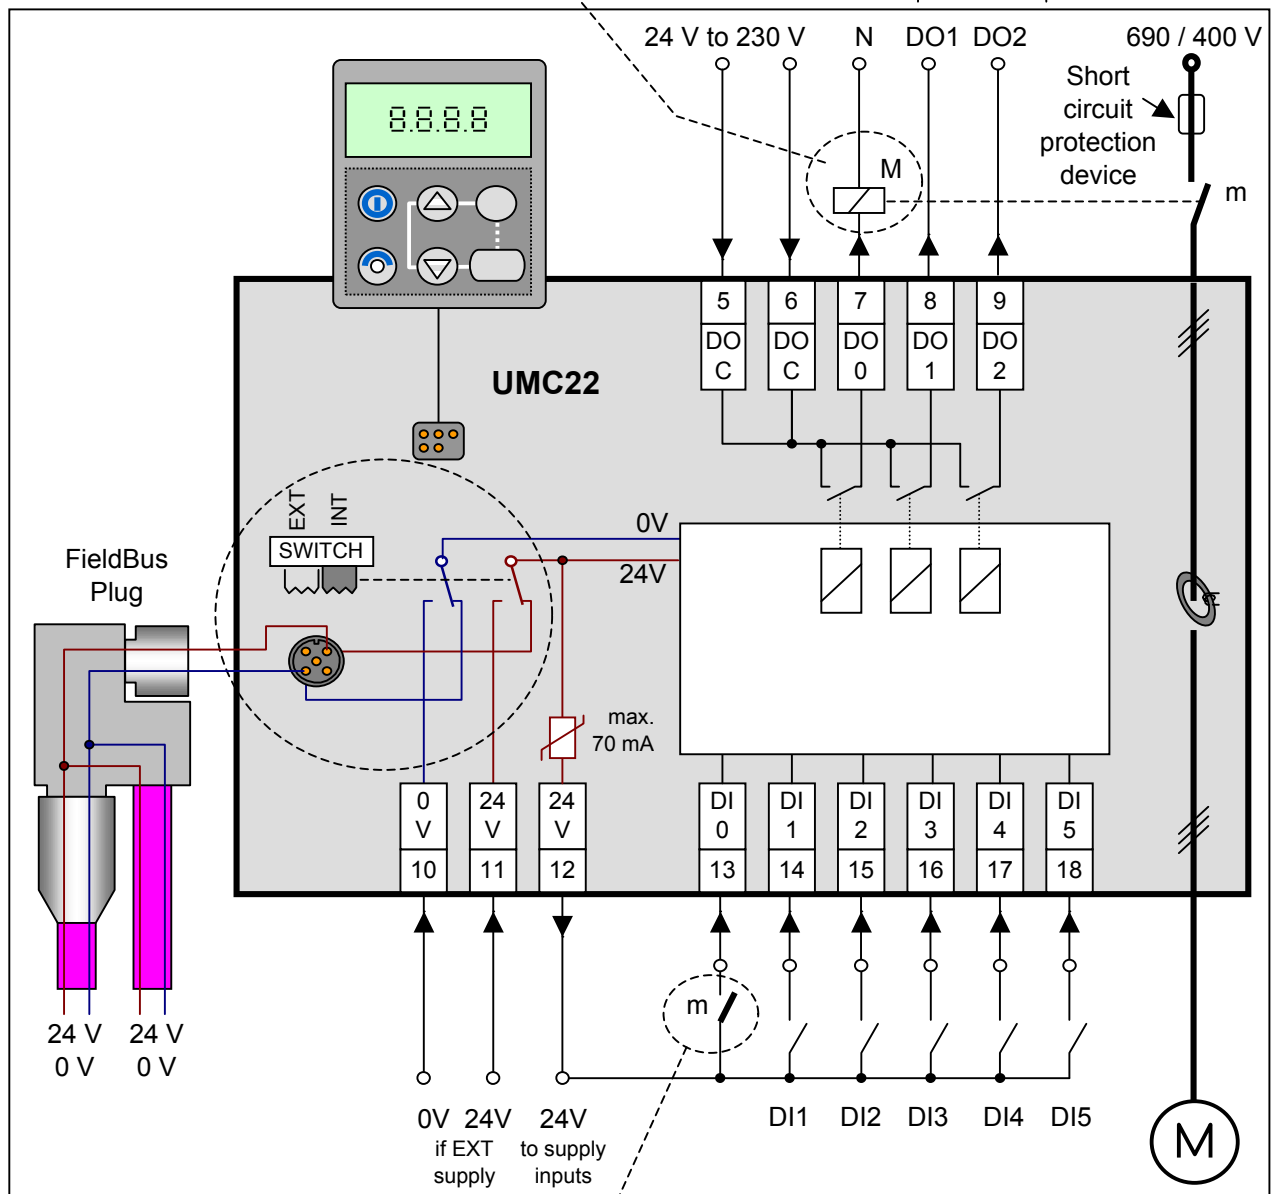 24 V to 230 V N DO1 DO2 690 / 400 V
Short
circuit
protection
device
8.8.8.8
M
m
5 6 7 8 9
DO DO DO DO DO
C C 0 1 2
UMC22
EXT INT
SWITCH
0V
24V
FieldBus
Plug
max.
70 mA
0 24 24 DI DI DI DI DI DI
V V V 0 1 2 3 4 5
10 11 12 13 14 15 16 17 18
m
24 V 24 V
0 V 0 V
0V 24V 24V DI1 DI2 DI3 DI4 DI5
if EXT to supply
supply inputs
M